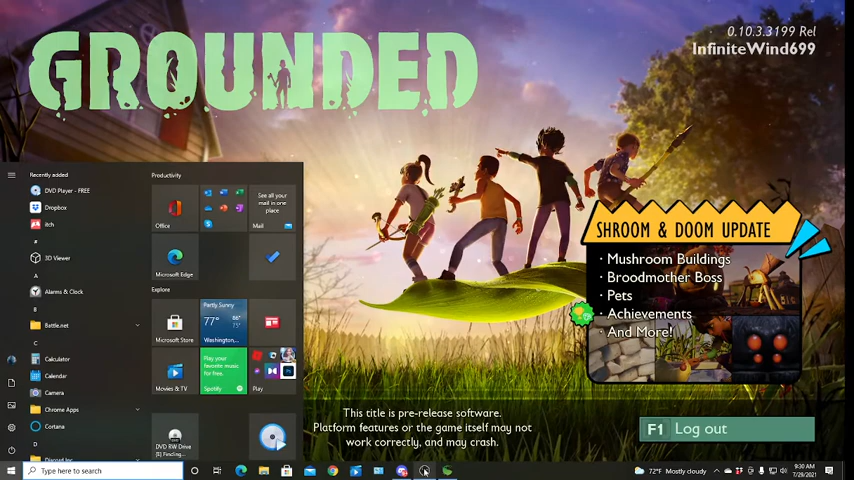 GROUNDED
0.10.3.3199 Rel
InfiniteWind699
Recently added
DVD Player - FREE
Dropbox
itch
#
3D Viewer
A
Alarms & Clock
B
Battle.net
C
Calculator
Calendar
Camera
Chrome Apps
Cortana
D
Productivity
Office
See all your mail in one place
Mail
Microsoft Edge
Explore
Microsoft Store
Partly Sunny
77°
86°
75°
Washington,...
Movies & TV
Play your favorite music for free.
Spotify
Play
DVD RW Drive
[E:] Finding...
SHROOM & DOOM UPDATE
· Mushroom Buildings
· Broodmother Boss
· Pets
· Achievements
· And More!
This title is pre-release software.
Platform features or the game itself may not
work correctly, and may crash.
F1 Log out
Type here to search
72°F Mostly cloudy
9:30 AM
7/28/2021